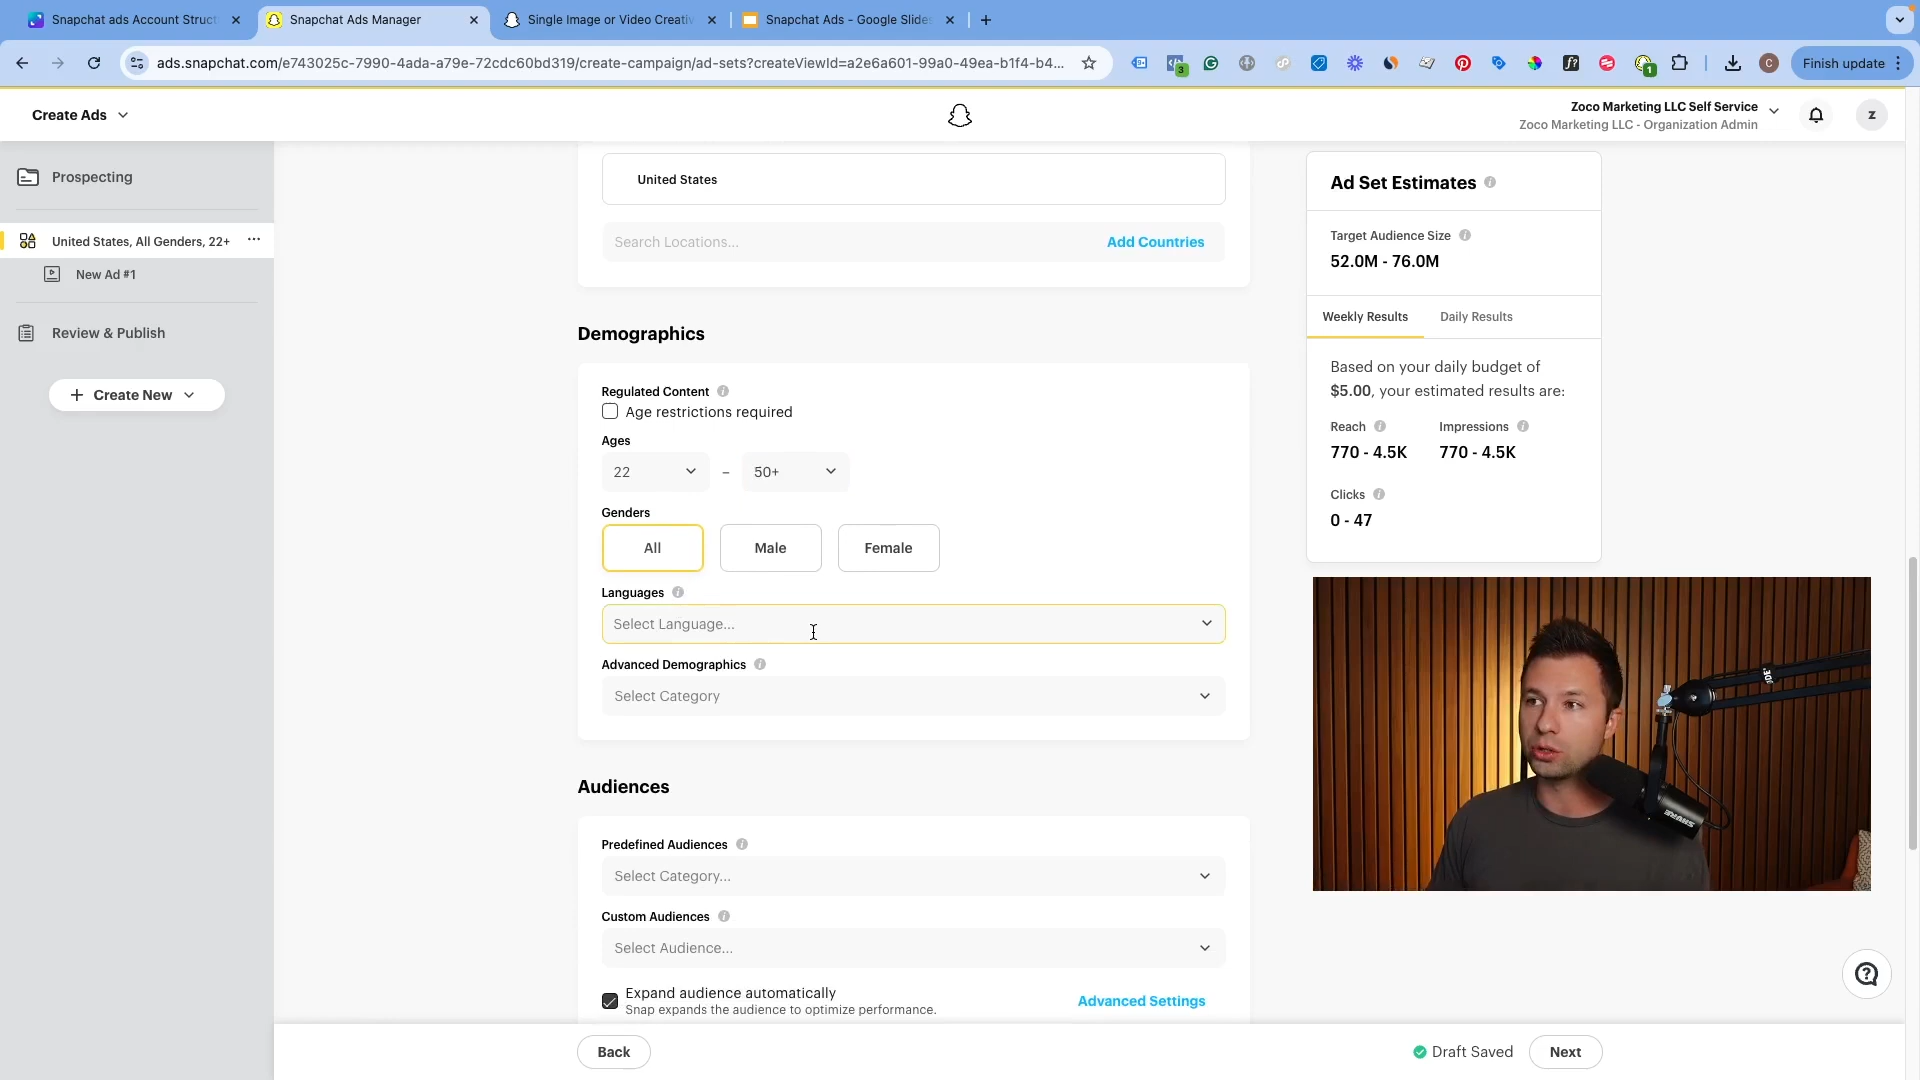 Snapchat ads Account Struct
Snapchat Ads Manager
Single Image or Video Creativ
Snapchat Ads - Google Slides
ads.snapchat.com/e743025c-7990-4ada-a79e-72cdc60bd319/create-campaign/ad-sets?createViewId=a2e6a601-99a0-49ea-b1f4-b4...
3
1
C
Finish update
Create Ads
Zoco Marketing LLC Self Service
Zoco Marketing LLC - Organization Admin
Z
Prospecting
United States, All Genders, 22+
New Ad #1
Review & Publish
+ Create New
United States
Search Locations...
Add Countries
Demographics
Regulated Content
Age restrictions required
Ages
22
–
50+
Genders
All
Male
Female
Languages
Select Language...
Advanced Demographics
Select Category
Audiences
Predefined Audiences
Select Category...
Custom Audiences
Select Audience...
Expand audience automatically
Snap expands the audience to optimize performance.
Advanced Settings
Ad Set Estimates
Target Audience Size
52.0M - 76.0M
Weekly Results
Daily Results
Based on your daily budget of
$5.00, your estimated results are:
Reach
Impressions
770 - 4.5K
770 - 4.5K
Clicks
0 - 47
RODE
SHURE
Back
Draft Saved
Next